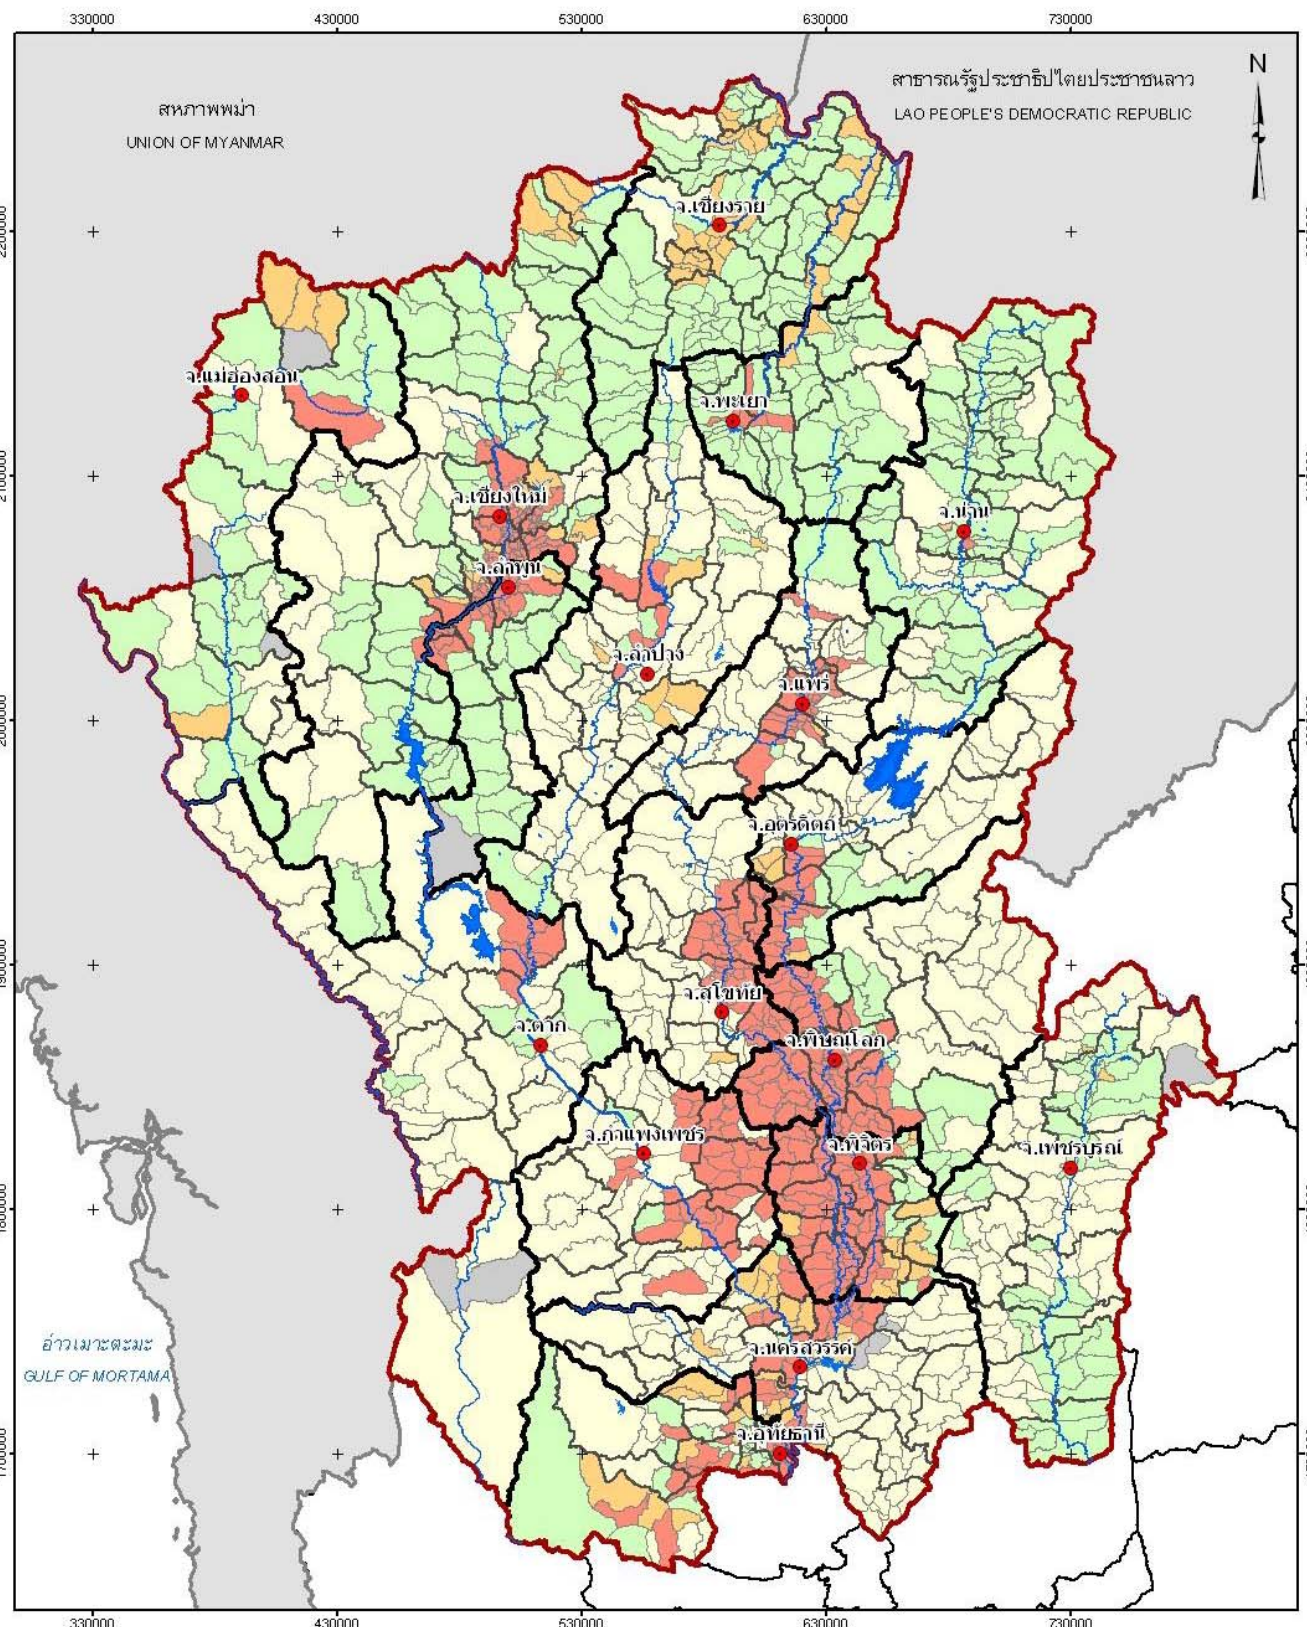 330000 430000 530000 630000 730000
สหภาพพม่า
UNION OF MYANMAR
สาธารณรัฐประชาธิปไตยประชาชนลาว
LAO PEOPLE'S DEMOCRATIC REPUBLIC
N
จ.เชียงราย
2200000
จ.แม่ฮ่องสอน
จ.พะเยา
2100000
จ.เชียงใหม่
จ.น่าน
จ.ลำพูน
จ.ลำปาง
จ.แพร่
2000000
จ.อุตรดิตถ์
1900000
จ.สุโขทัย
จ.ตาก
จ.พิษณุโลก
จ.กำแพงเพชร
จ.พิจิตร
จ.เพชรบูรณ์
1800000
อ่าวเมาะตะมะ
GULF OF MORTAMA
จ.นครสวรรค์
จ.อุทัยธานี
1700000
330000 430000 530000 630000 730000